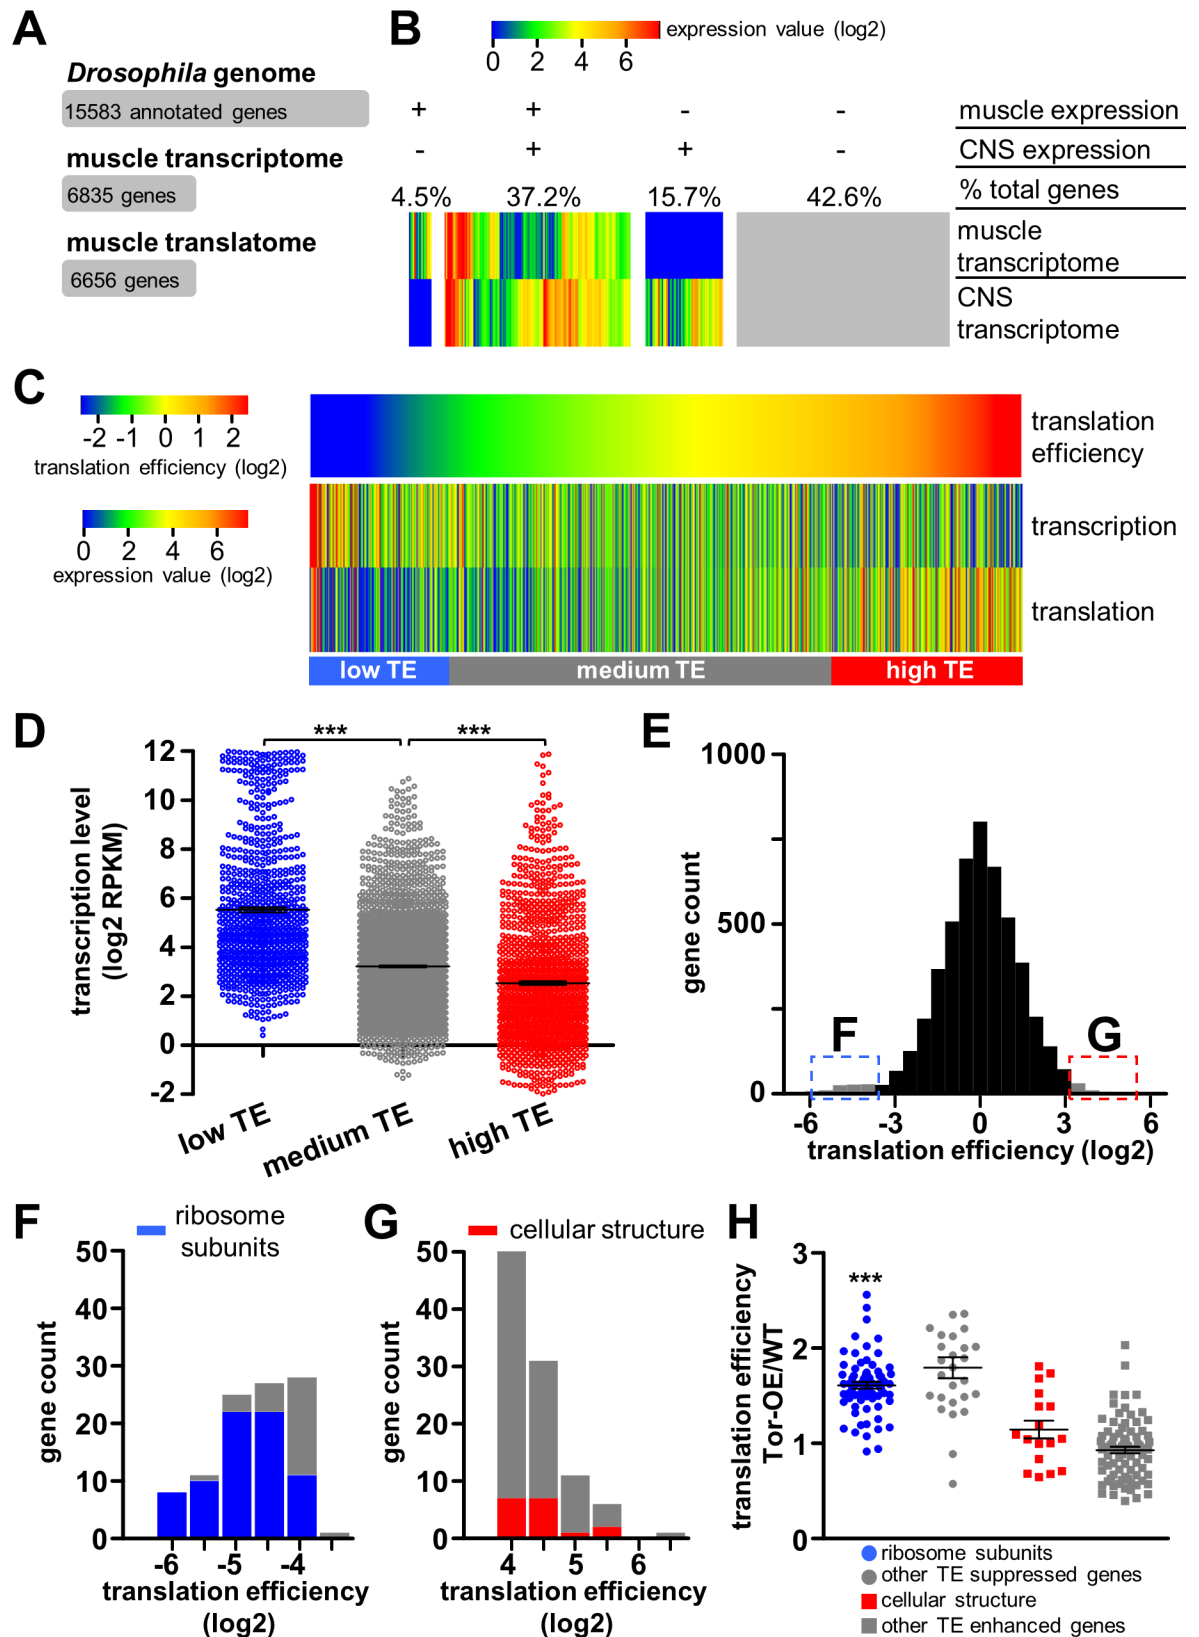 A
Drosophila genome
15583 annotated genes
muscle transcriptome
6835 genes
muscle translatome
6656 genes
B
expression value (log2)
0 2 4 6
+ + - - muscle expression
- + + - CNS expression
4.5% 37.2% 15.7% 42.6% % total genes
muscle
transcriptome
CNS
transcriptome
C
-2 -1 0 1 2
translation efficiency (log2)
0 2 4 6
expression value (log2)
translation
efficiency
transcription
translation
low TE medium TE high TE
D
*** ***
transcription level
(log2 RPKM)
12
10
8
6
4
2
0
-2
low TE medium TE high TE
E
gene count
1000
500
0
F G
-6 -3 0 3 6
translation efficiency (log2)
F
ribosome
subunits
gene count
50
40
30
20
10
0
-6 -5 -4
translation efficiency
(log2)
G
cellular structure
gene count
50
40
30
20
10
0
4 5 6
translation efficiency
(log2)
H
translation efficiency
Tor-OE/WT
3
2
1
0
***
ribosome subunits
other TE suppressed genes
cellular structure
other TE enhanced genes